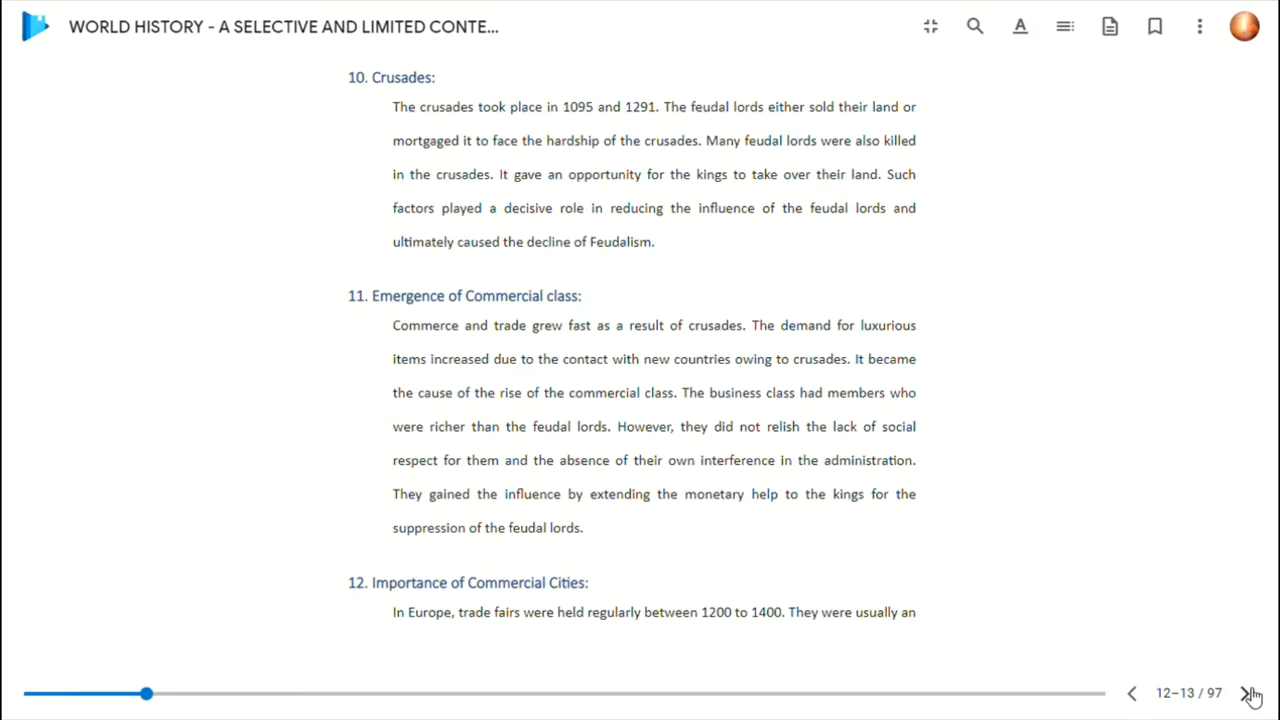 WORLD HISTORY - A SELECTIVE AND LIMITED CONTE...
10. Crusades:
The crusades took place in 1095 and 1291. The feudal lords either sold their land or
mortgaged it to face the hardship of the crusades. Many feudal lords were also killed
in the crusades. It gave an opportunity for the kings to take over their land. Such
factors played a decisive role in reducing the influence of the feudal lords and
ultimately caused the decline of Feudalism.
11. Emergence of Commercial class:
Commerce and trade grew fast as a result of crusades. The demand for luxurious
items increased due to the contact with new countries owing to crusades. It became
the cause of the rise of the commercial class. The business class had members who
were richer than the feudal lords. However, they did not relish the lack of social
respect for them and the absence of their own interference in the administration.
They gained the influence by extending the monetary help to the kings for the
suppression of the feudal lords.
12. Importance of Commercial Cities:
In Europe, trade fairs were held regularly between 1200 to 1400. They were usually an
12–13 / 97